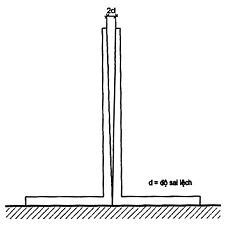 2d
d = độ sai lệch